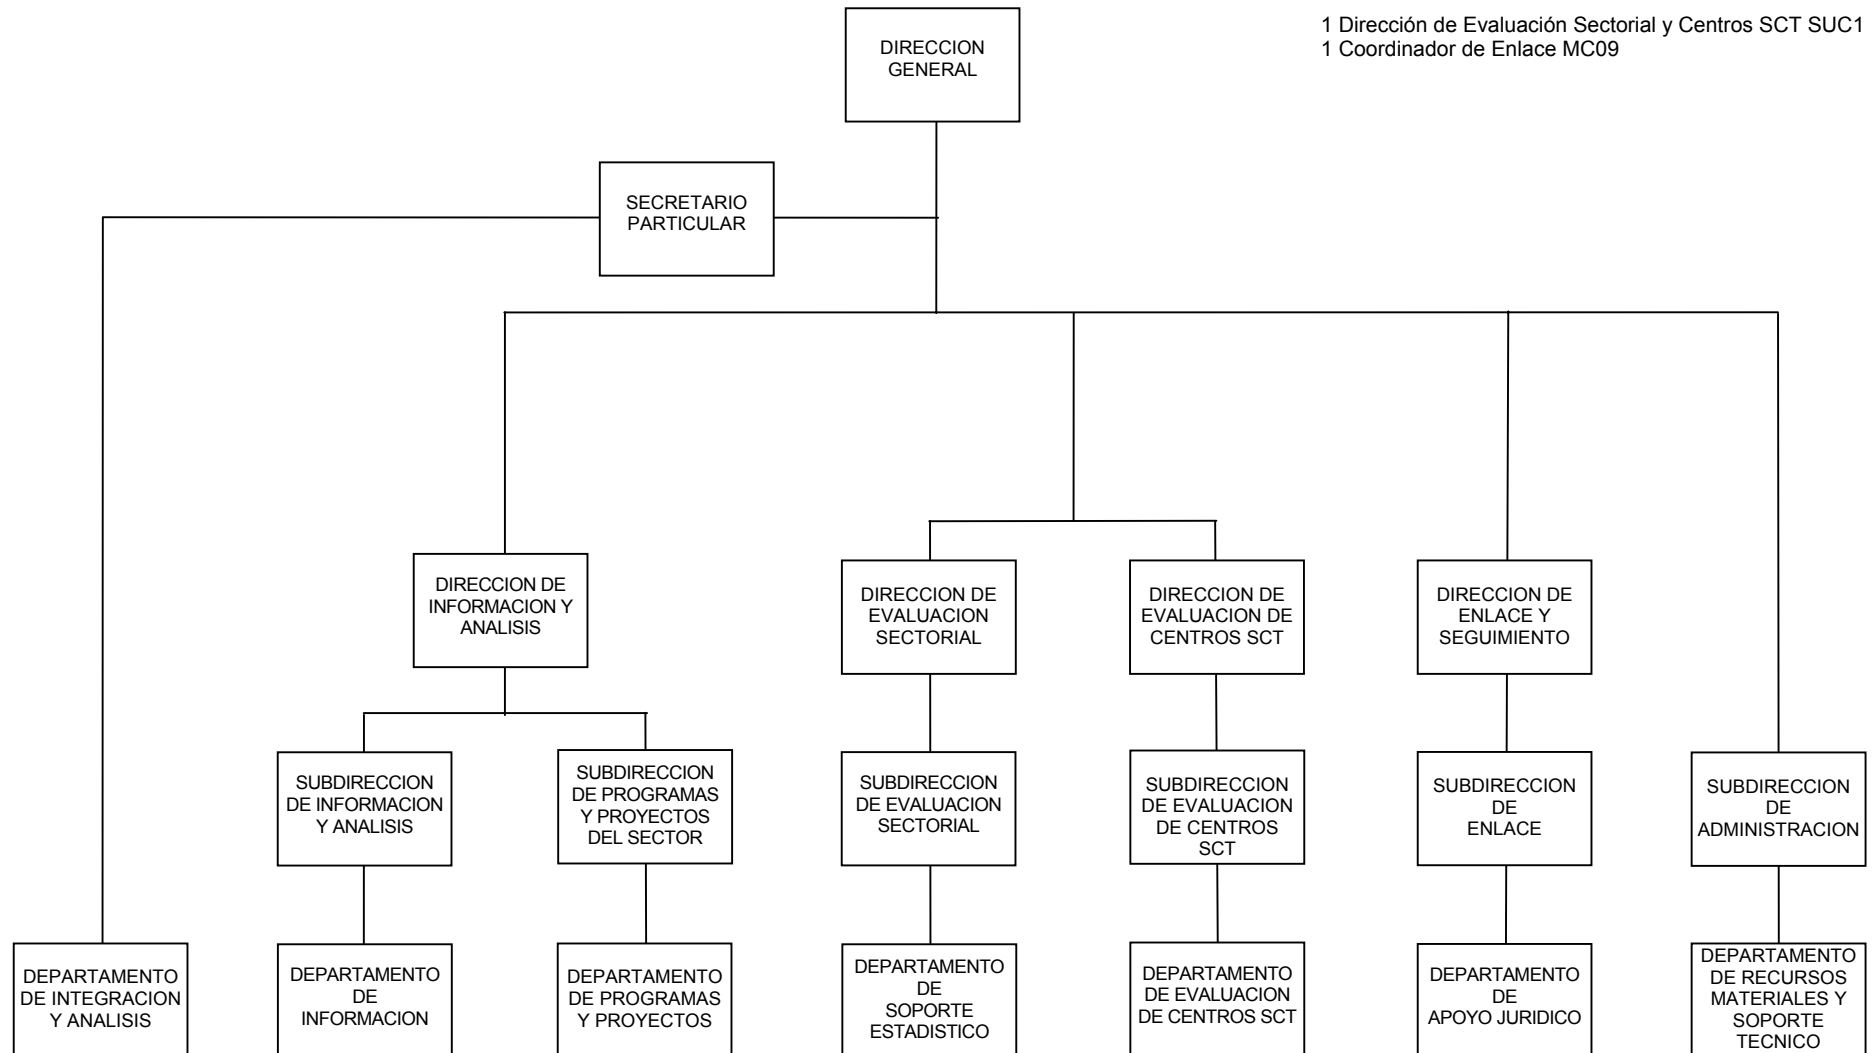 1 Dirección de Evaluación Sectorial y Centros SCT SUC1
1 Coordinador de Enlace MC09
DIRECCION
GENERAL
SECRETARIO
PARTICULAR
DIRECCION DE
INFORMACION Y
ANALISIS
DIRECCION DE
EVALUACION
SECTORIAL
DIRECCION DE
EVALUACION DE
CENTROS SCT
DIRECCION DE
ENLACE Y
SEGUIMIENTO
SUBDIRECCION
DE INFORMACION
Y ANALISIS
SUBDIRECCION
DE PROGRAMAS
Y PROYECTOS
DEL SECTOR
SUBDIRECCION
DE EVALUACION
SECTORIAL
SUBDIRECCION
DE EVALUACION
DE CENTROS
SCT
SUBDIRECCION
DE
ENLACE
SUBDIRECCION
DE
ADMINISTRACION
DEPARTAMENTO
DE INTEGRACION
Y ANALISIS
DEPARTAMENTO
DE
INFORMACION
DEPARTAMENTO
DE PROGRAMAS
Y PROYECTOS
DEPARTAMENTO
DE
SOPORTE
ESTADISTICO
DEPARTAMENTO
DE EVALUACION
DE CENTROS SCT
DEPARTAMENTO
DE
APOYO JURIDICO
DEPARTAMENTO
DE RECURSOS
MATERIALES Y
SOPORTE
TECNICO